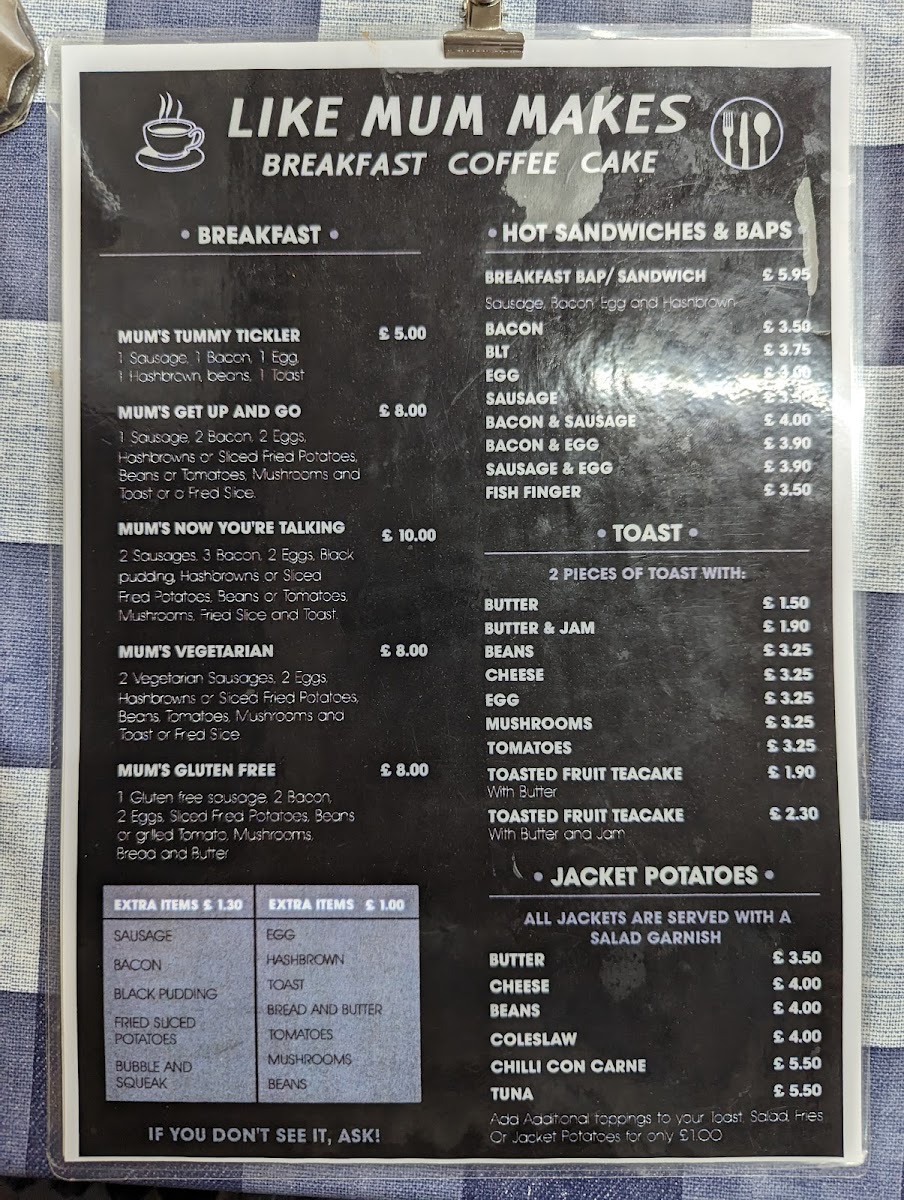 LIKE MUM MAKES
BREAKFAST COFFEE CAKE
• BREAKFAST •
MUM'S TUMMY TICKLER £ 5.00
1 Sausage, 1 Bacon, 1 Egg,
1 Hashbrown, beans, 1 Toast
MUM'S GET UP AND GO £ 8.00
1 Sausage, 2 Bacon, 2 Eggs,
Hashbrowns or Sliced Fried Potatoes,
Beans or Tomatoes, Mushrooms and
Toast or a Fried Slice.
MUM'S NOW YOU'RE TALKING £ 10.00
2 Sausages, 3 Bacon, 2 Eggs, Black
pudding, Hashbrowns or Sliced
Fried Potatoes, Beans or Tomatoes,
Mushrooms, Fried Slice and Toast.
MUM'S VEGETARIAN £ 8.00
2 Vegetarian Sausages, 2 Eggs,
Hashbrowns or Sliced Fried Potatoes,
Beans, Tomatoes, Mushrooms and
Toast or Fried Slice
MUM'S GLUTEN FREE £ 8.00
1 Gluten free sausage, 2 Bacon,
2 Eggs, Sliced Fried Potatoes, Beans
or grilled Tomato, Mushrooms,
Bread and Butter
EXTRA ITEMS £ 1.30
SAUSAGE
BACON
BLACK PUDDING
FRIED SLICED
POTATOES
BUBBLE AND
SQUEAK
EXTRA ITEMS £ 1.00
EGG
HASHBROWN
TOAST
BREAD AND BUTTER
TOMATOES
MUSHROOMS
BEANS
IF YOU DON'T SEE IT, ASK!
• HOT SANDWICHES & BAPS •
BREAKFAST BAP/ SANDWICH £ 5.95
Sausage, Bacon, Egg and Hashbrown
BACON £ 3.50
BLT £ 3.75
EGG
SAUSAGE
BACON & SAUSAGE £ 4.00
BACON & EGG £ 3.90
SAUSAGE & EGG £ 3.90
FISH FINGER £ 3.50
• TOAST •
2 PIECES OF TOAST WITH:
BUTTER £ 1.50
BUTTER & JAM £ 1.90
BEANS £ 3.25
CHEESE £ 3.25
EGG £ 3.25
MUSHROOMS £ 3.25
TOMATOES £ 3.25
TOASTED FRUIT TEACAKE £ 1.90
With Butter
TOASTED FRUIT TEACAKE £ 2.30
With Butter and Jam
• JACKET POTATOES •
ALL JACKETS ARE SERVED WITH A
SALAD GARNISH
BUTTER £ 3.50
CHEESE £ 4.00
BEANS £ 4.00
COLESLAW £ 4.00
CHILLI CON CARNE £ 5.50
TUNA £ 5.50
Add Additional toppings to your Toast, Salad, Fries
Or Jacket Potatoes for only £1.00